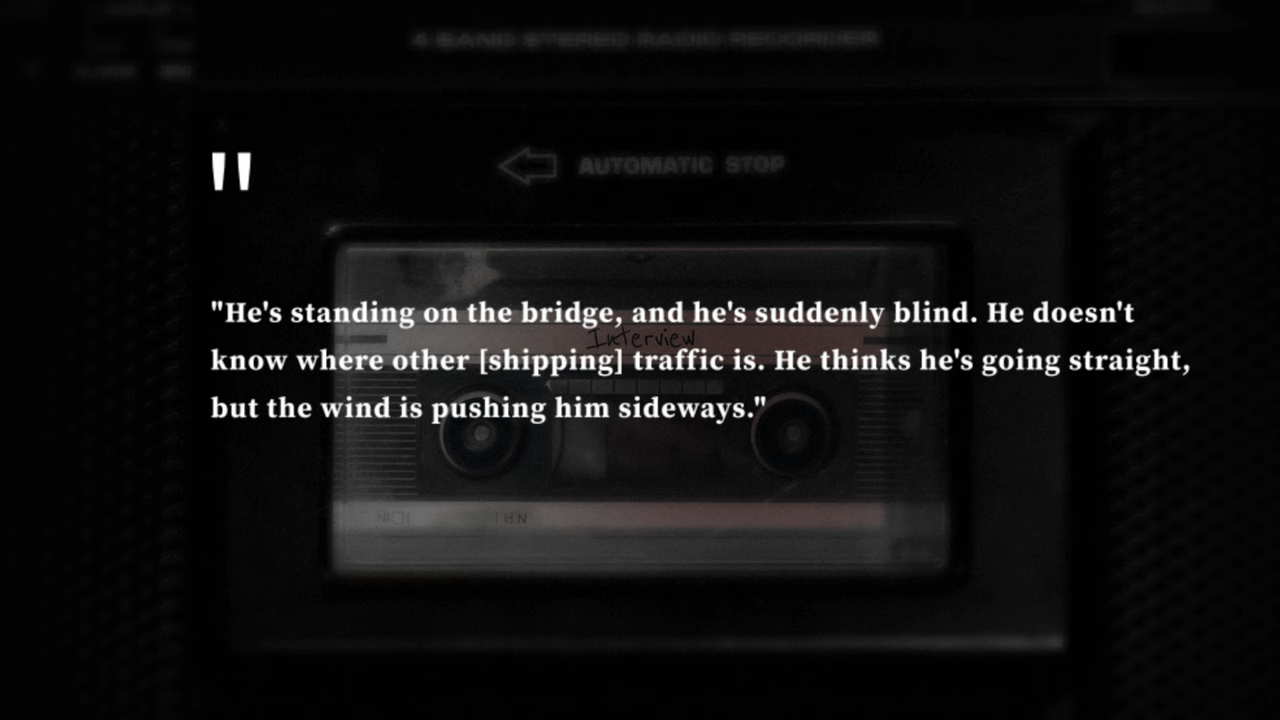 4 BAND STEREO RADIO RECORDER
AUTOMATIC STOP
"
"He's standing on the bridge, and he's suddenly blind. He doesn't
Interview
know where other [shipping] traffic is. He thinks he's going straight,
but the wind is pushing him sideways."